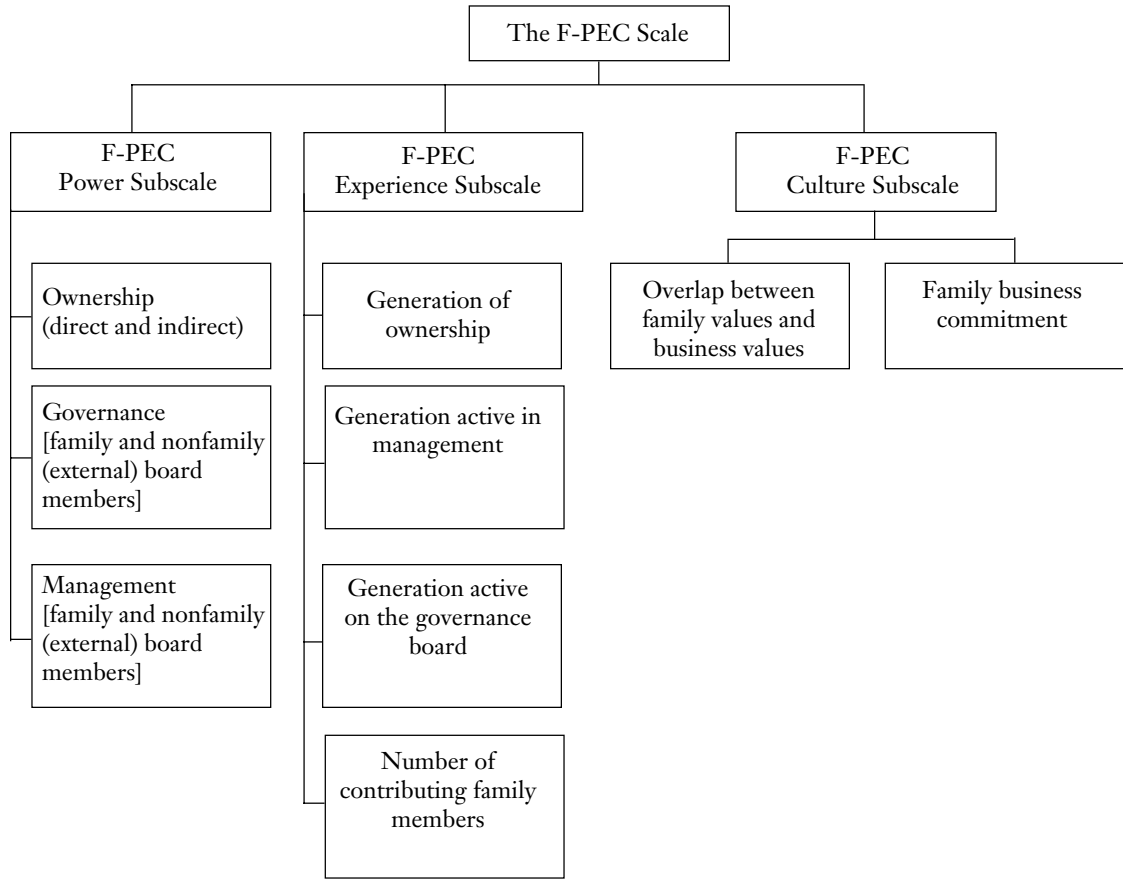 The F-PEC Scale
F-PEC
Power Subscale
F-PEC
Experience Subscale
F-PEC
Culture Subscale
Ownership
(direct and indirect)
Governance
[family and nonfamily
(external) board
members]
Management
[family and nonfamily
(external) board
members]
Generation of
ownership
Generation active in
management
Generation active
on the governance
board
Number of
contributing family
members
Overlap between
family values and
business values
Family business
commitment